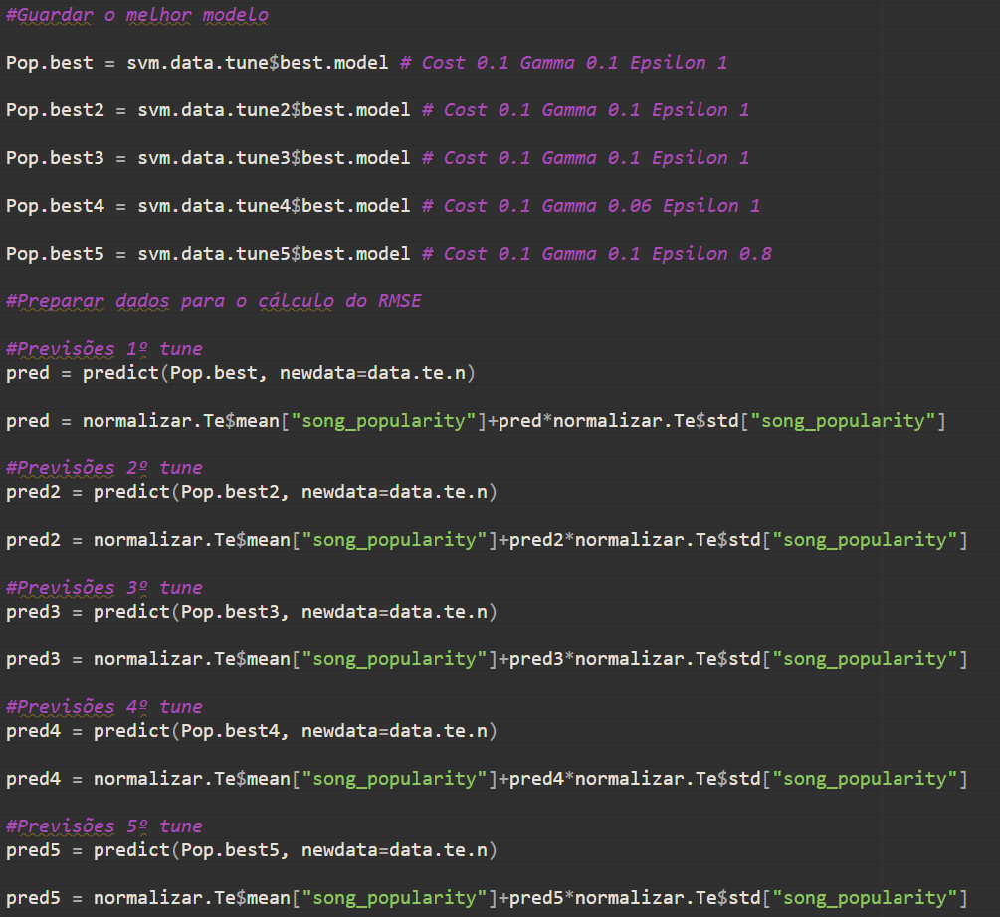 #Guardar o melhor modelo
Pop.best = svm.data.tune$best.model # Cost 0.1 Gamma 0.1 Epsilon 1
Pop.best2 = svm.data.tune2$best.model # Cost 0.1 Gamma 0.1 Epsilon 1
Pop.best3 = svm.data.tune3$best.model # Cost 0.1 Gamma 0.1 Epsilon 1
Pop.best4 = svm.data.tune4$best.model # Cost 0.1 Gamma 0.06 Epsilon 1
Pop.best5 = svm.data.tune5$best.model # Cost 0.1 Gamma 0.1 Epsilon 0.8
#Preparar dados para o cálculo do RMSE
#Previsões 1º tune
pred = predict(Pop.best, newdata=data.te.n)
pred = normalizar.Te$mean["song_popularity"]+pred*normalizar.Te$std["song_popularity"]
#Previsões 2º tune
pred2 = predict(Pop.best2, newdata=data.te.n)
pred2 = normalizar.Te$mean["song_popularity"]+pred2*normalizar.Te$std["song_popularity"]
#Previsões 3º tune
pred3 = predict(Pop.best3, newdata=data.te.n)
pred3 = normalizar.Te$mean["song_popularity"]+pred3*normalizar.Te$std["song_popularity"]
#Previsões 4º tune
pred4 = predict(Pop.best4, newdata=data.te.n)
pred4 = normalizar.Te$mean["song_popularity"]+pred4*normalizar.Te$std["song_popularity"]
#Previsões 5º tune
pred5 = predict(Pop.best5, newdata=data.te.n)
pred5 = normalizar.Te$mean["song_popularity"]+pred5*normalizar.Te$std["song_popularity"]